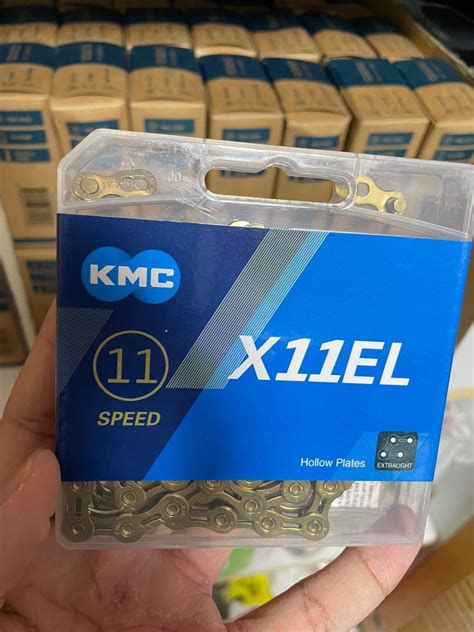 KMC
11
SPEED
X11EL
Hollow Plates
EXTRALIGHT